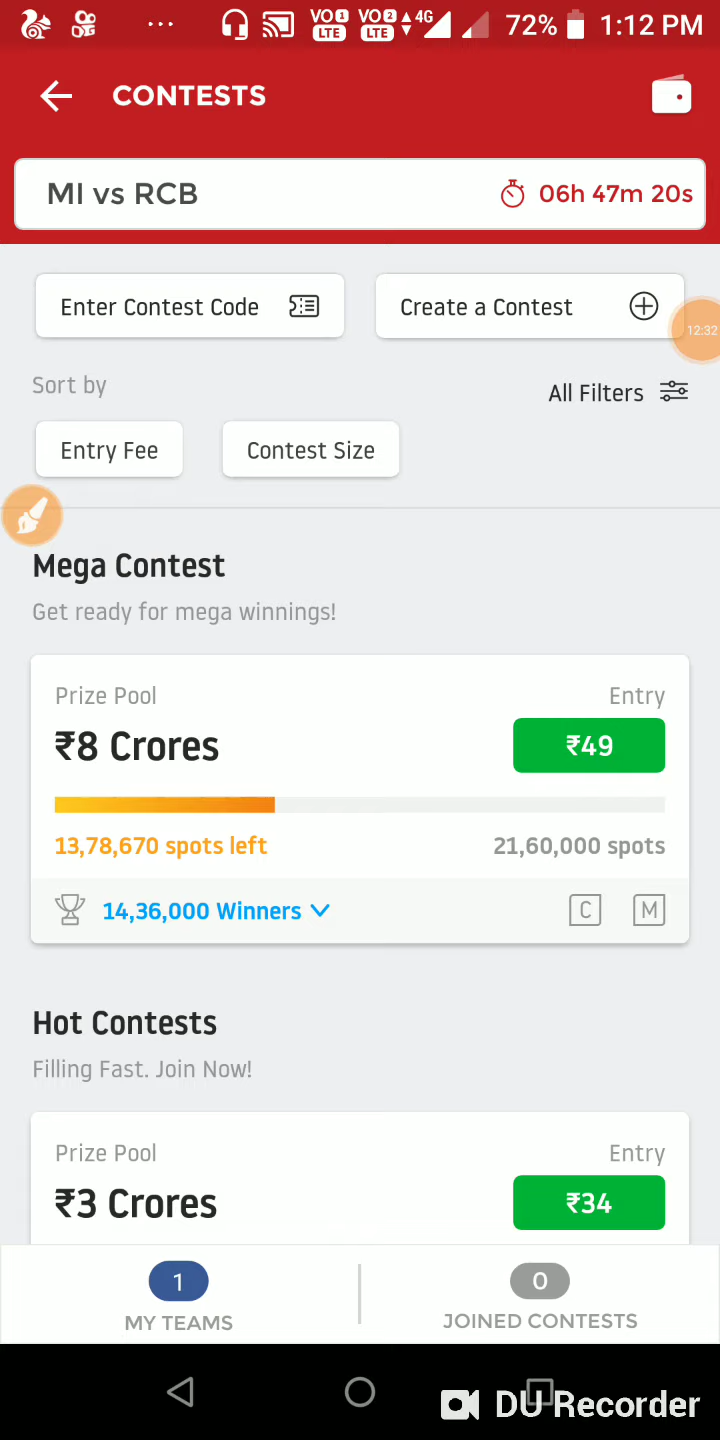 VO 1 LTE VO 2 LTE 4G 72% 1:12 PM
CONTESTS
MI vs RCB 06h 47m 20s
Enter Contest Code Create a Contest
12:32
Sort by All Filters
Entry Fee Contest Size
Mega Contest
Get ready for mega winnings!
Prize Pool Entry
₹8 Crores ₹49
13,78,670 spots left 21,60,000 spots
14,36,000 Winners C M
Hot Contests
Filling Fast. Join Now!
Prize Pool Entry
₹3 Crores ₹34
1 0
MY TEAMS JOINED CONTESTS
DU Recorder